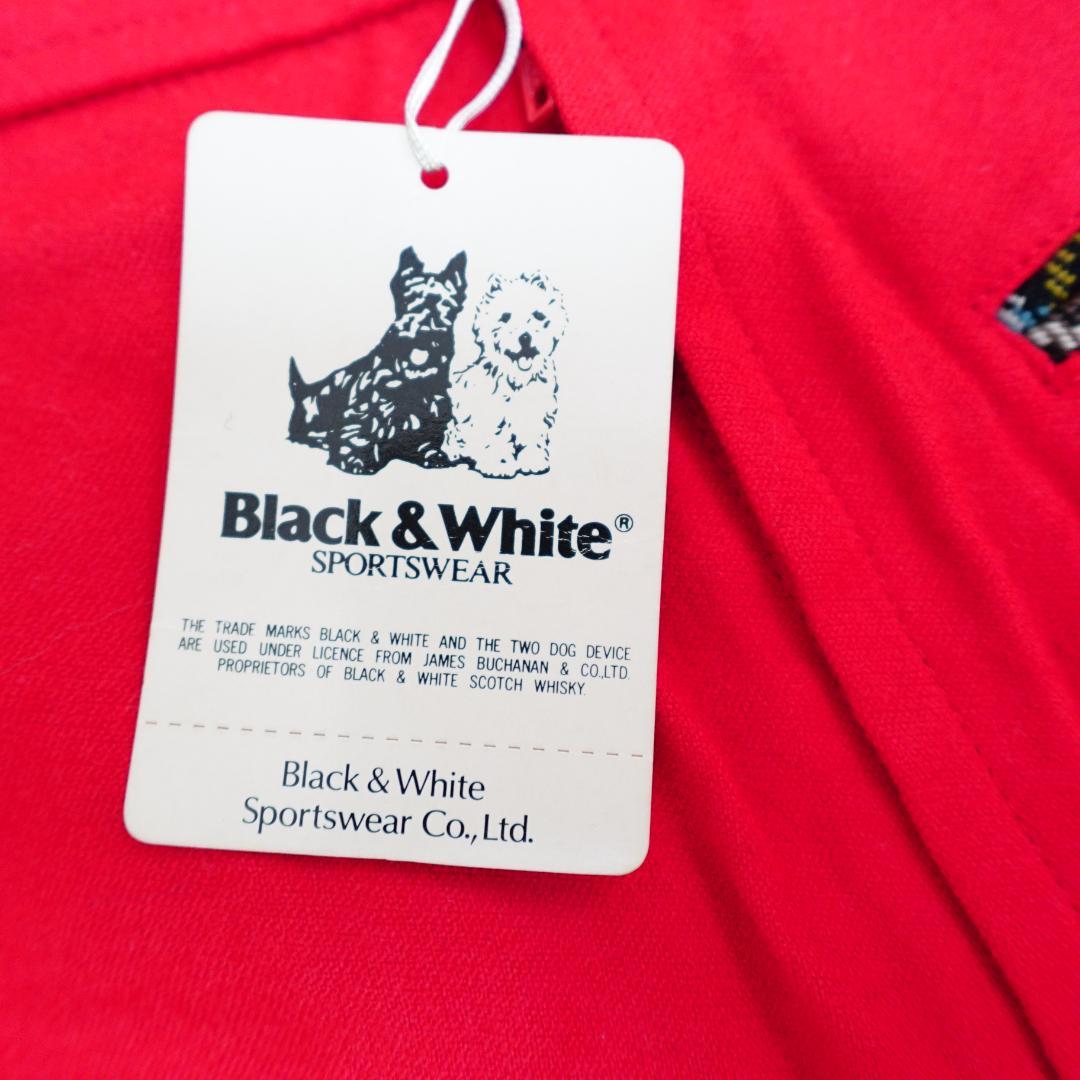 Black & White®
SPORTSWEAR
THE TRADE MARKS BLACK & WHITE AND THE TWO DOG DEVICE
ARE USED UNDER LICENCE FROM JAMES BUCHANAN & CO.,LTD.
PROPRIETORS OF BLACK & WHITE SCOTCH WHISKY.
Black & White
Sportswear Co., Ltd.